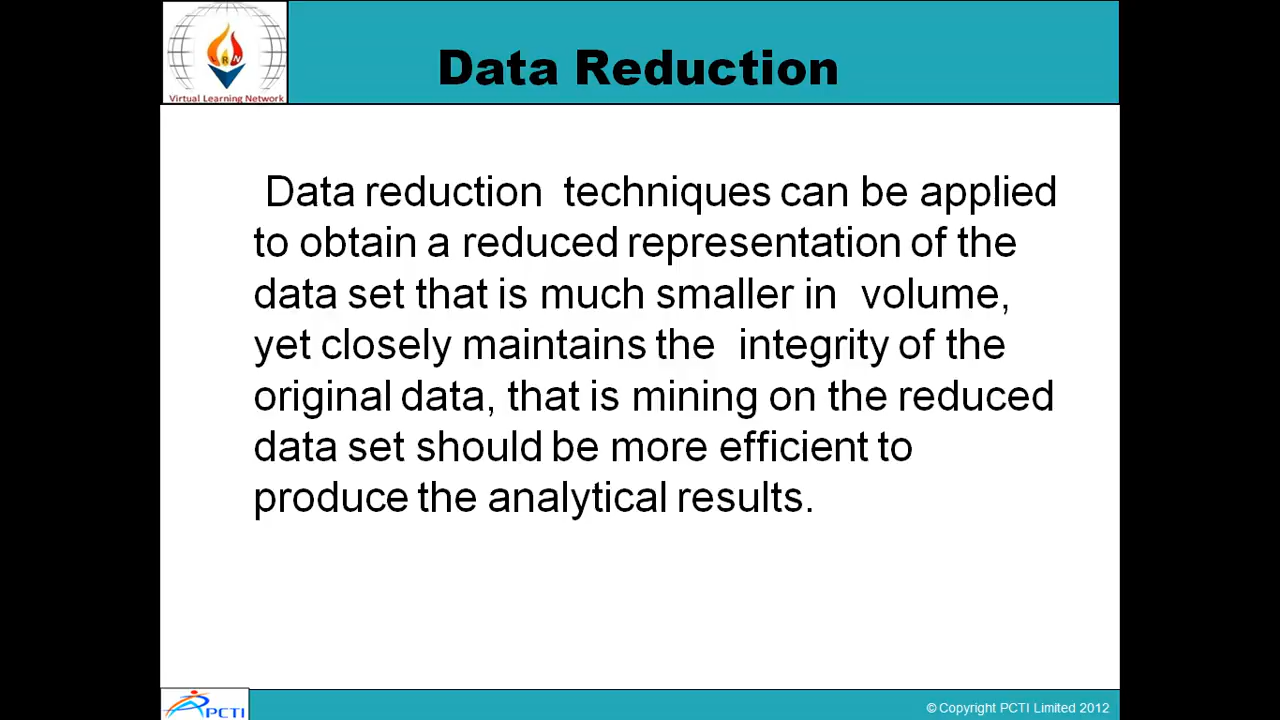 Data Reduction
VLRN
Virtual Learning Network
Data reduction  techniques can be applied
to obtain a reduced representation of the
data set that is much smaller in  volume,
yet closely maintains the  integrity of the
original data, that is mining on the reduced
data set should be more efficient to
produce the analytical results.
PCTI
© Copyright PCTI Limited 2012